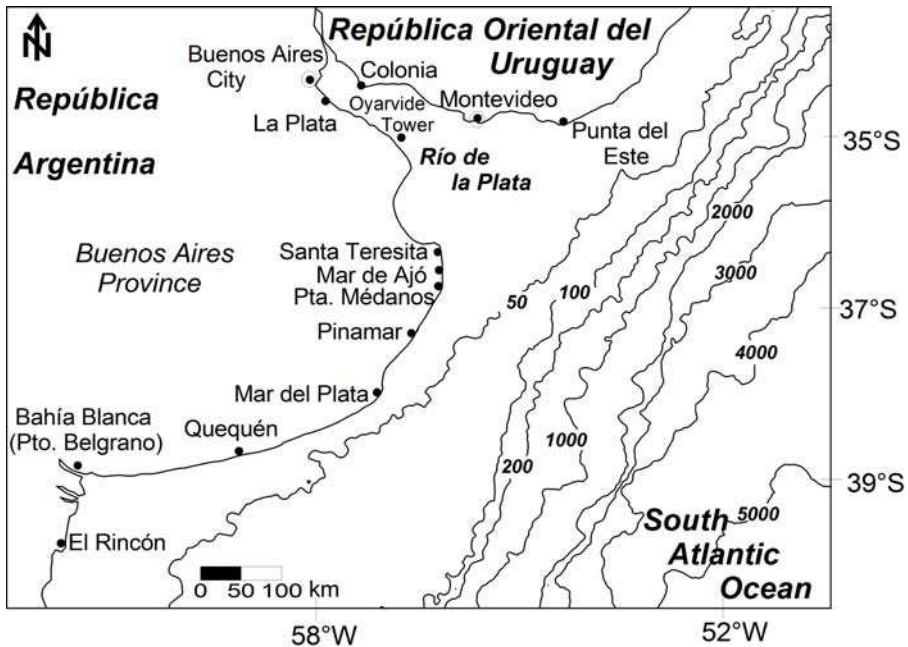 N
República Oriental del
Uruguay
Buenos Aires
City
Colonia
República
Argentina
Oyarvide
Tower
Montevideo
La Plata
Punta del
Este
35°S
Río de
la Plata
2000
Buenos Aires
Province
Santa Teresita
Mar de Ajó
Pta. Médanos
3000
50
100
37°S
Pinamar
4000
Mar del Plata
Bahía Blanca
(Pto. Belgrano)
Quequén
1000
200
39°S
South
Atlantic
Ocean
5000
El Rincón
0 50 100 km
58°W
52°W